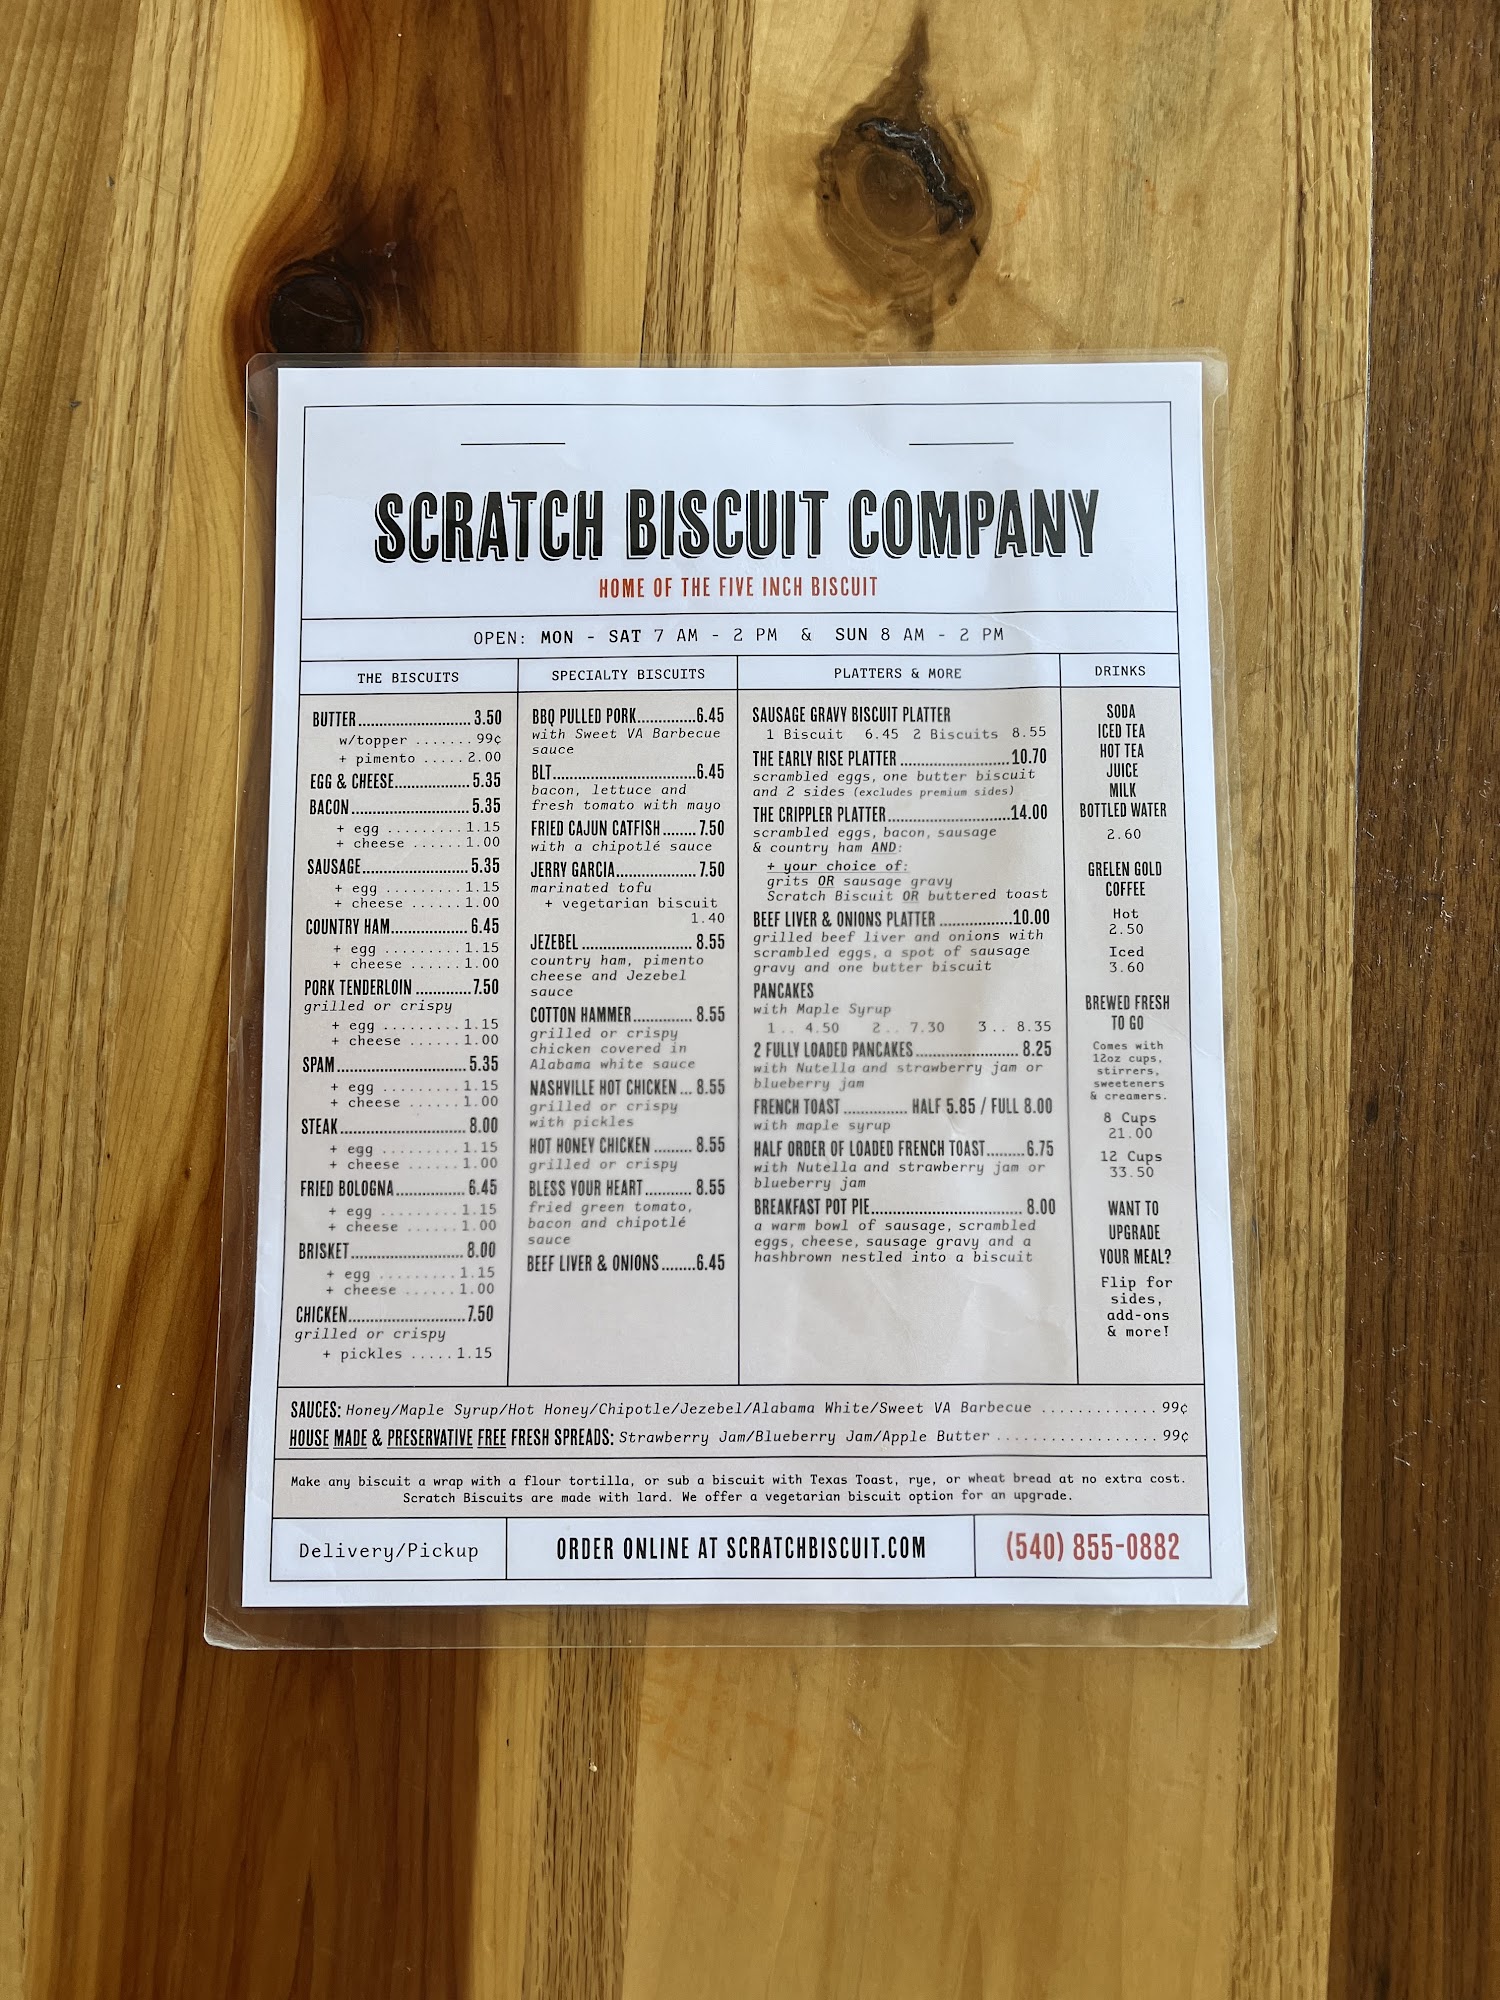 SCRATCH BISCUIT COMPANY
HOME OF THE FIVE INCH BISCUIT
OPEN: MON - SAT 7 AM - 2 PM & SUN 8 AM - 2 PM
THE BISCUITS
BUTTER..........................3.50
w/topper .......99¢
+ pimento .....2.00
EGG & CHEESE..................5.35
BACON............................5.35
+ egg .........1.15
+ cheese ......1.00
SAUSAGE.........................5.35
+ egg .........1.15
+ cheese ......1.00
COUNTRY HAM..................6.45
+ egg .........1.15
+ cheese ......1.00
PORK TENDERLOIN .............7.50
grilled or crispy
+ egg .........1.15
+ cheese ......1.00
SPAM..............................5.35
+ egg .........1.15
+ cheese ......1.00
STEAK.............................8.00
+ egg .........1.15
+ cheese ......1.00
FRIED BOLOGNA................6.45
+ egg .........1.15
+ cheese ......1.00
BRISKET..........................8.00
+ egg .........1.15
+ cheese ......1.00
CHICKEN...........................7.50
grilled or crispy
+ pickles .....1.15
SPECIALTY BISCUITS
BBQ PULLED PORK.............6.45
with Sweet VA Barbecue
sauce
BLT................................6.45
bacon, lettuce and
fresh tomato with mayo
FRIED CAJUN CATFISH........7.50
with a chipotlé sauce
JERRY GARCIA...................7.50
marinated tofu
+ vegetarian biscuit
1.40
JEZEBEL .........................8.55
country ham, pimento
cheese and Jezebel
sauce
COTTON HAMMER..............8.55
grilled or crispy
chicken covered in
Alabama white sauce
NASHVILLE HOT CHICKEN ...8.55
grilled or crispy
with pickles
HOT HONEY CHICKEN .........8.55
grilled or crispy
BLESS YOUR HEART...........8.55
fried green tomato,
bacon and chipotlé
sauce
BEEF LIVER & ONIONS........6.45
PLATTERS & MORE
SAUSAGE GRAVY BISCUIT PLATTER
1 Biscuit 6.45 2 Biscuits 8.55
THE EARLY RISE PLATTER .........................10.70
scrambled eggs, one butter biscuit
and 2 sides (excludes premium sides)
THE CRIPPLER PLATTER............................14.00
scrambled eggs, bacon, sausage
& country ham AND:
+ your choice of:
grits OR sausage gravy
Scratch Biscuit OR buttered toast
BEEF LIVER & ONIONS PLATTER ................10.00
grilled beef liver and onions with
scrambled eggs, a spot of sausage
gravy and one butter biscuit
PANCAKES
with Maple Syrup
1.. 4.50 2.. 7.30 3.. 8.35
2 FULLY LOADED PANCAKES........................8.25
with Nutella and strawberry jam or
blueberry jam
FRENCH TOAST .............. HALF 5.85 / FULL 8.00
with maple syrup
HALF ORDER OF LOADED FRENCH TOAST.........6.75
with Nutella and strawberry jam or
blueberry jam
BREAKFAST POT PIE...................................8.00
a warm bowl of sausage, scrambled
eggs, cheese, sausage gravy and a
hashbrown nestled into a biscuit
DRINKS
SODA
ICED TEA
HOT TEA
JUICE
MILK
BOTTLED WATER
2.60
GRELEN GOLD
COFFEE
Hot
2.50
Iced
3.60
BREWED FRESH
TO GO
Comes with
12oz cups,
stirrers,
sweeteners
& creamers.
8 Cups
21.00
12 Cups
33.50
WANT TO
UPGRADE
YOUR MEAL?
Flip for
sides,
add-ons
& more!
SAUCES: Honey/Maple Syrup/Hot Honey/Chipotle/Jezebel/Alabama White/Sweet VA Barbecue .............99¢
HOUSE MADE & PRESERVATIVE FREE FRESH SPREADS: Strawberry Jam/Blueberry Jam/Apple Butter ..................99¢
Make any biscuit a wrap with a flour tortilla, or sub a biscuit with Texas Toast, rye, or wheat bread at no extra cost.
Scratch Biscuits are made with lard. We offer a vegetarian biscuit option for an upgrade.
Delivery/Pickup
ORDER ONLINE AT SCRATCHBISCUIT.COM
(540) 855-0882